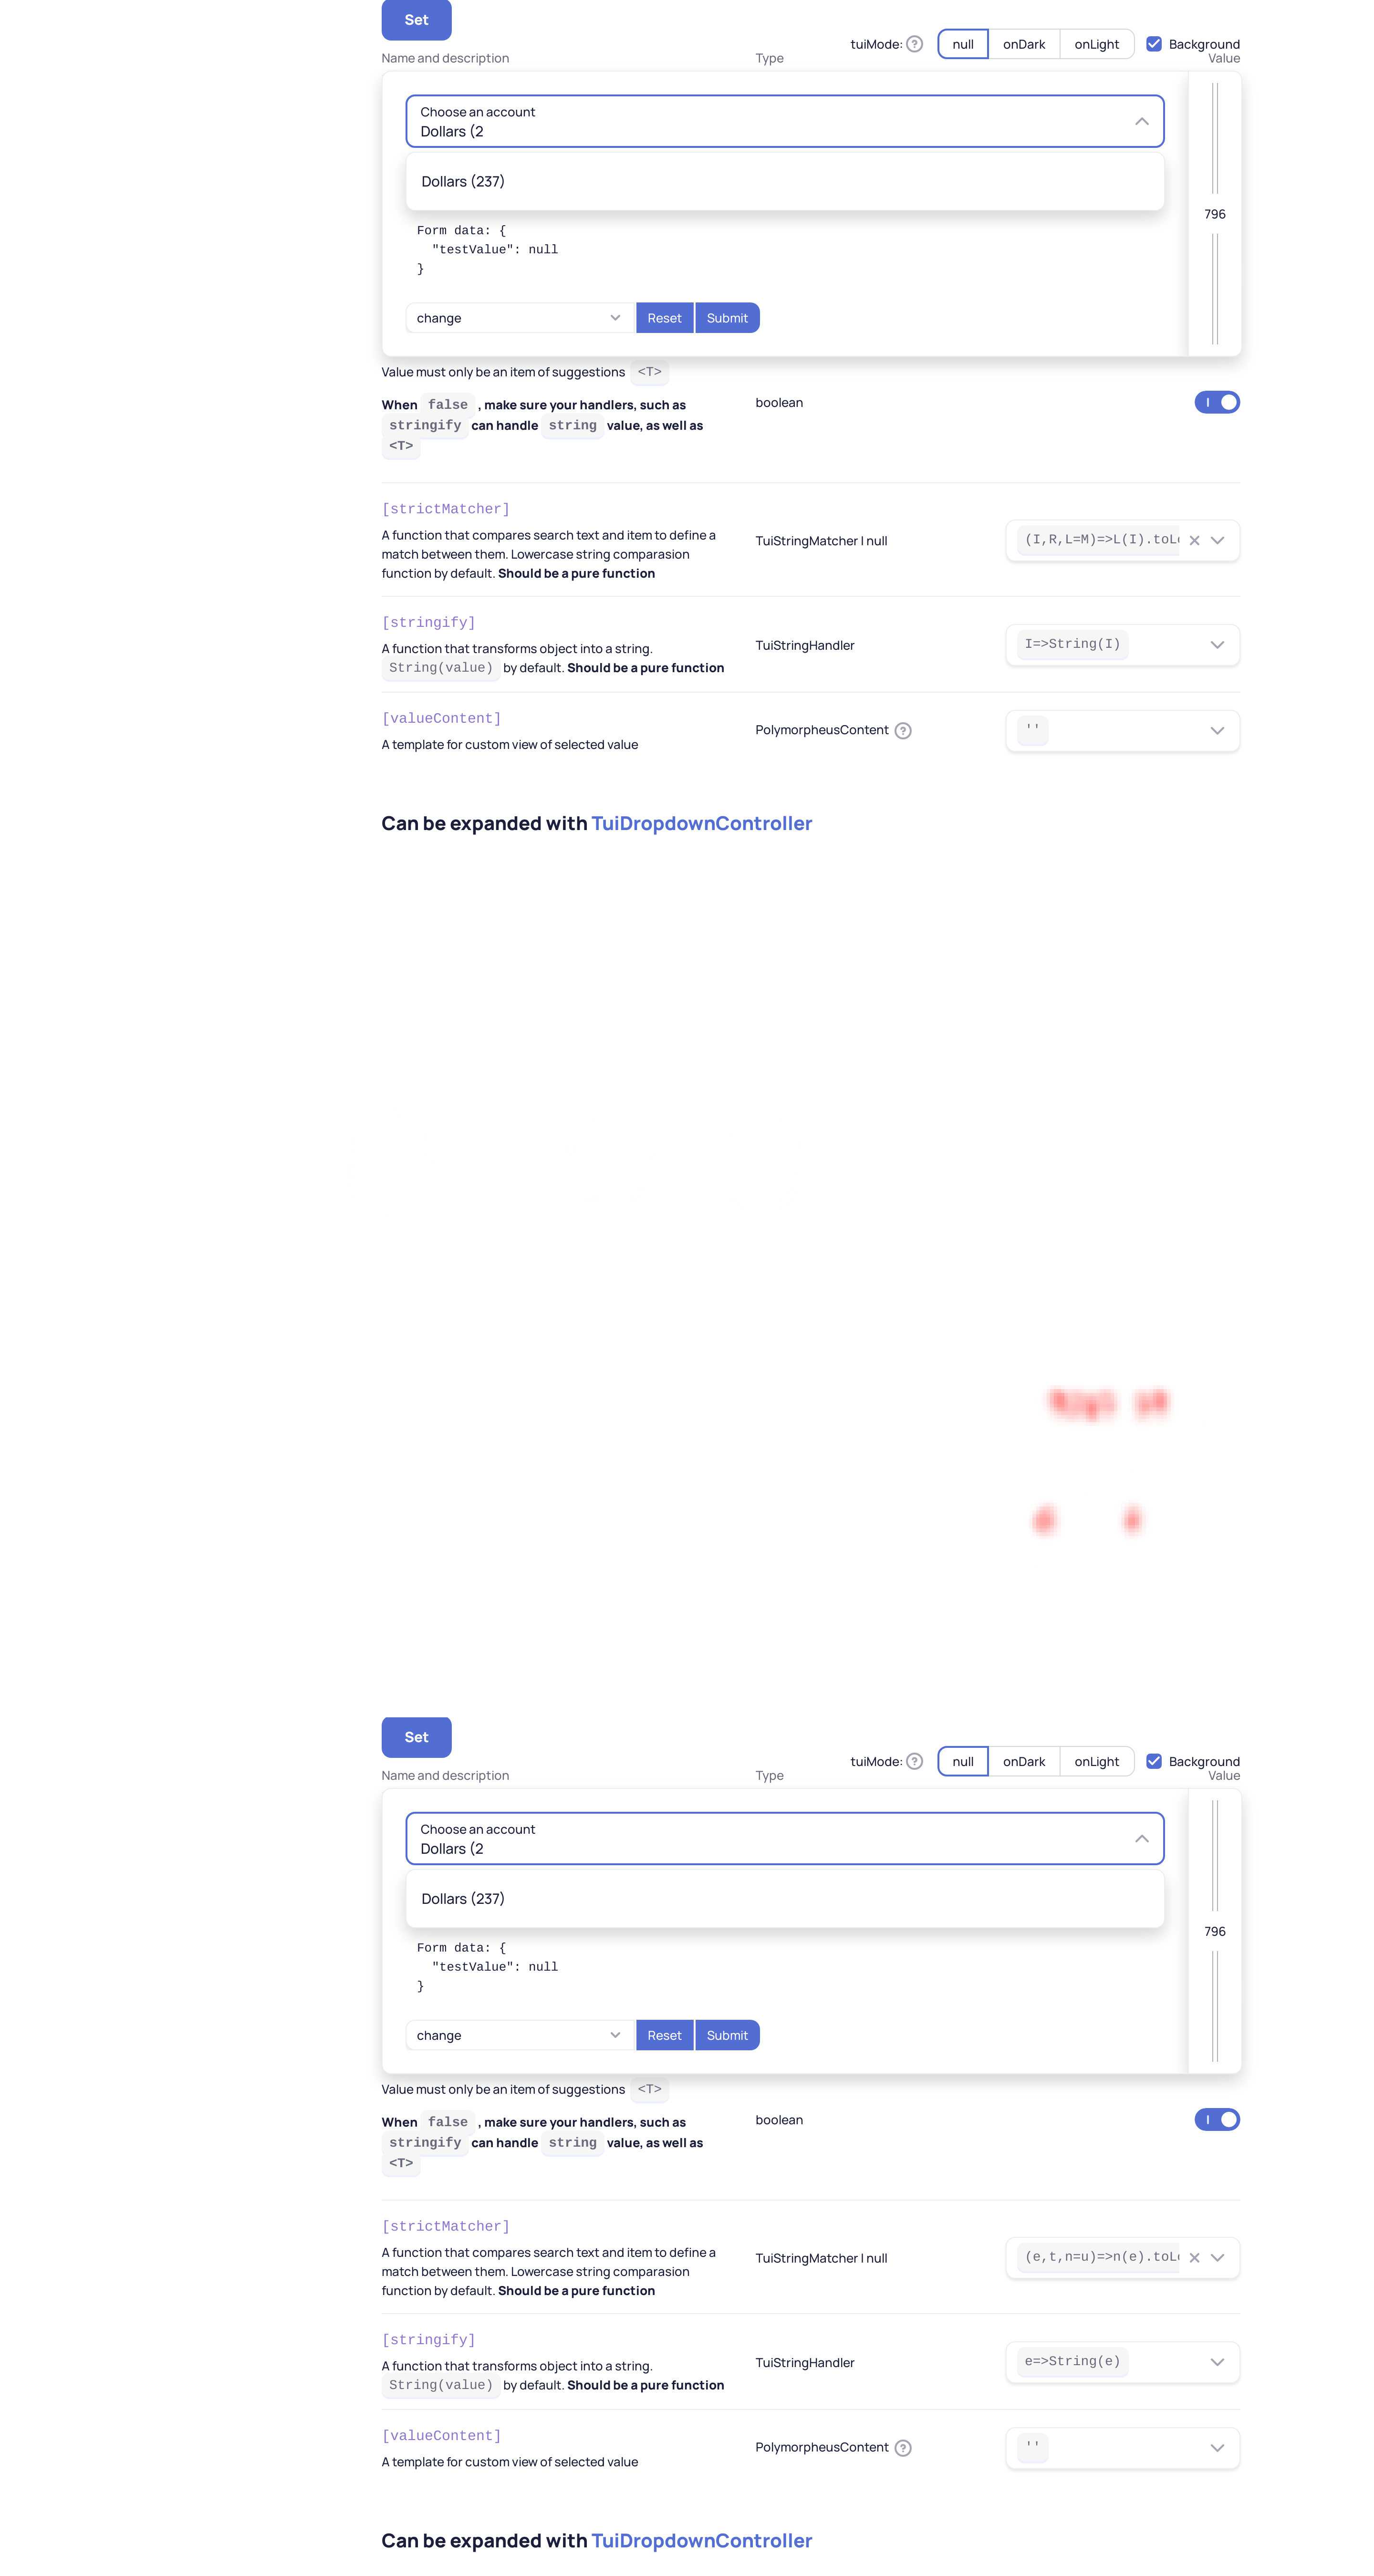 Set
tuiMode: null onDark onLight Background
Name and description Type Value
Choose an account
Dollars (2
Dollars (237)
796
Form data: {
"testValue": null
}
change Reset Submit
Value must only be an item of suggestions <T>
When false , make sure your handlers, such as
boolean
stringify can handle string value, as well as
<T>
[strictMatcher]
A function that compares search text and item to define a
match between them. Lowercase string comparasion
function by default. Should be a pure function
TuiStringMatcher | null
(I,R,L=M)=>L(I).toL
[stringify]
A function that transforms object into a string.
String(value) by default. Should be a pure function
TuiStringHandler
I=>String(I)
[valueContent]
A template for custom view of selected value
PolymorpheusContent
''
Can be expanded with TuiDropdownController
Set
tuiMode: null onDark onLight Background
Name and description Type Value
Choose an account
Dollars (2
Dollars (237)
796
Form data: {
"testValue": null
}
change Reset Submit
Value must only be an item of suggestions <T>
When false , make sure your handlers, such as
boolean
stringify can handle string value, as well as
<T>
[strictMatcher]
A function that compares search text and item to define a
match between them. Lowercase string comparasion
function by default. Should be a pure function
TuiStringMatcher | null
(e,t,n=u)=>n(e).toL
[stringify]
A function that transforms object into a string.
String(value) by default. Should be a pure function
TuiStringHandler
e=>String(e)
[valueContent]
A template for custom view of selected value
PolymorpheusContent
''
Can be expanded with TuiDropdownController